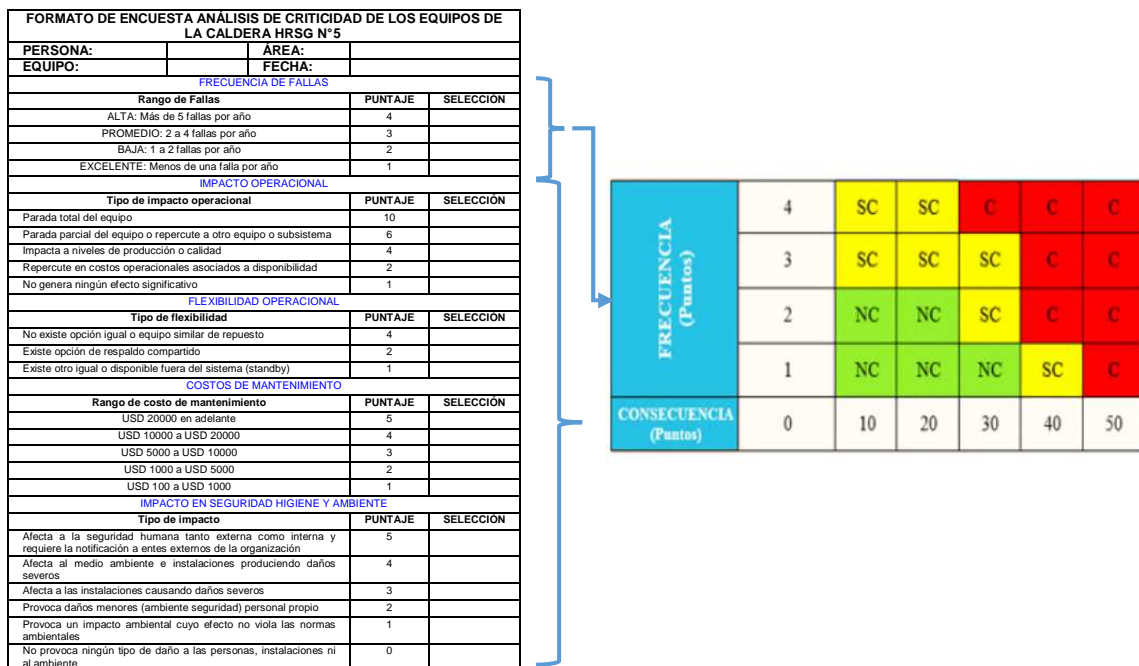 FORMATO DE ENCUESTA ANÁLISIS DE CRITICIDAD DE LOS EQUIPOS DE
LA CALDERA HRSG N°5
PERSONA: ÁREA:
EQUIPO: FECHA:
FRECUENCIA DE FALLAS
Rango de Fallas PUNTAJE SELECCIÓN
ALTA: Más de 5 fallas por año 4
PROMEDIO: 2 a 4 fallas por año 3
BAJA: 1 a 2 fallas por año 2
EXCELENTE: Menos de una falla por año 1
IMPACTO OPERACIONAL
Tipo de impacto operacional PUNTAJE SELECCIÓN
Parada total del equipo 10
Parada parcial del equipo o repercute a otro equipo o subsistema 6
Impacta a niveles de producción o calidad 4
Repercute en costos operacionales asociados a disponibilidad 2
No genera ningún efecto significativo 1
FLEXIBILIDAD OPERACIONAL
Tipo de flexibilidad PUNTAJE SELECCIÓN
No existe opción igual o equipo similar de repuesto 4
Existe opción de respaldo compartido 2
Existe otro igual o disponible fuera del sistema (standby) 1
COSTOS DE MANTENIMIENTO
Rango de costo de mantenimiento PUNTAJE SELECCIÓN
USD 20000 en adelante 5
USD 10000 a USD 20000 4
USD 5000 a USD 10000 3
USD 1000 a USD 5000 2
USD 100 a USD 1000 1
IMPACTO EN SEGURIDAD HIGIENE Y AMBIENTE
Tipo de impacto PUNTAJE SELECCIÓN
Afecta a la seguridad humana tanto externa como interna y 5
requiere la notificación a entes externos de la organización
Afecta al medio ambiente e instalaciones produciendo daños 4
severos
Afecta a las instalaciones causando daños severos 3
Provoca daños menores (ambiente seguridad) personal propio 2
Provoca un impacto ambiental cuyo efecto no viola las normas 1
ambientales
No provoca ningún tipo de daño a las personas, instalaciones ni 0
al ambiente
FRECUENCIA
(Puntos)
4 SC SC C C C
3 SC SC SC C C
2 NC NC SC C C
1 NC NC NC SC C
CONSECUENCIA
(Puntos)
0 10 20 30 40 50